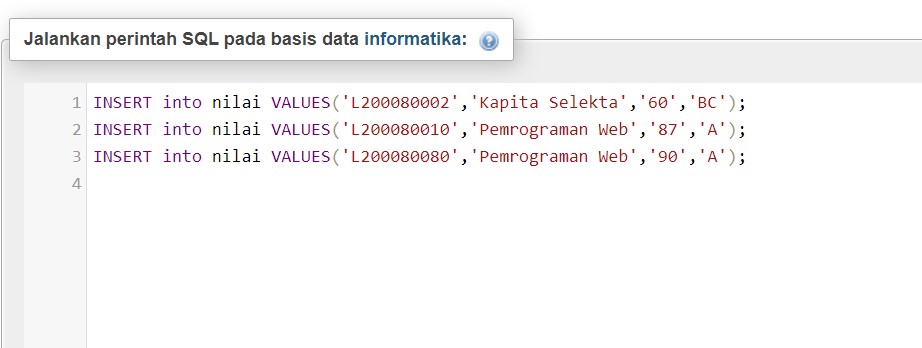 Jalankan perintah SQL pada basis data informatika:
1 INSERT into nilai VALUES('L200080002','Kapita Selekta','60','BC');
2 INSERT into nilai VALUES('L200080010','Pemrograman Web','87','A');
3 INSERT into nilai VALUES('L200080080','Pemrograman Web','90','A');
4